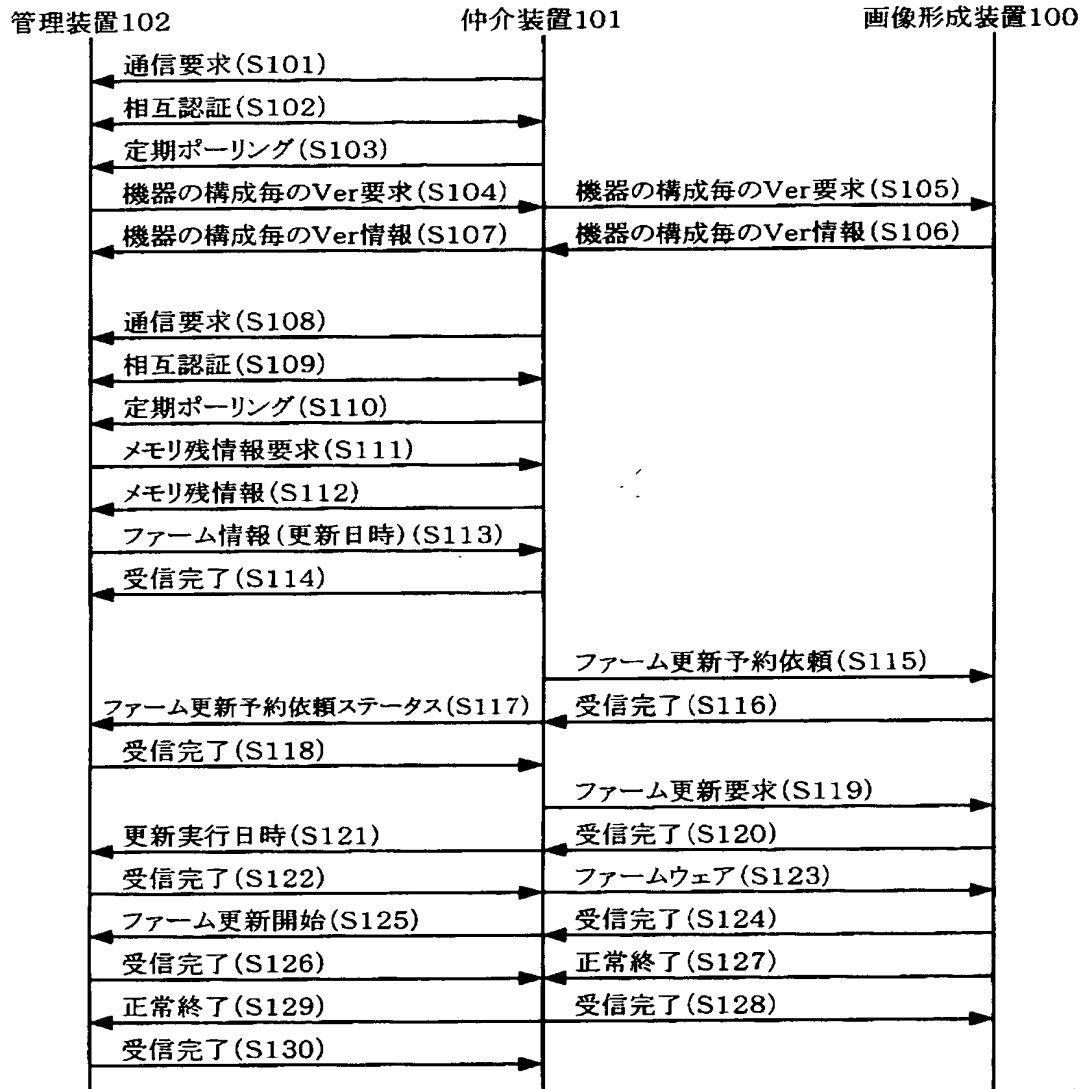 管理装置102 仲介装置101 画像形成装置100
通信要求(S101)
相互認証(S102)
定期ポーリング(S103)
機器の構成毎のVer要求(S104) 機器の構成毎のVer要求(S105)
機器の構成毎のVer情報(S107) 機器の構成毎のVer情報(S106)
通信要求(S108)
相互認証(S109)
定期ポーリング(S110)
メモリ残情報要求(S111)
メモリ残情報(S112)
ファーム情報(更新日時)(S113)
受信完了(S114)
ファーム更新予約依頼(S115)
ファーム更新予約依頼ステータス(S117) 受信完了(S116)
受信完了(S118)
ファーム更新要求(S119)
更新実行日時(S121) 受信完了(S120)
受信完了(S122) ファームウェア(S123)
ファーム更新開始(S125) 受信完了(S124)
受信完了(S126) 正常終了(S127)
正常終了(S129) 受信完了(S128)
受信完了(S130)